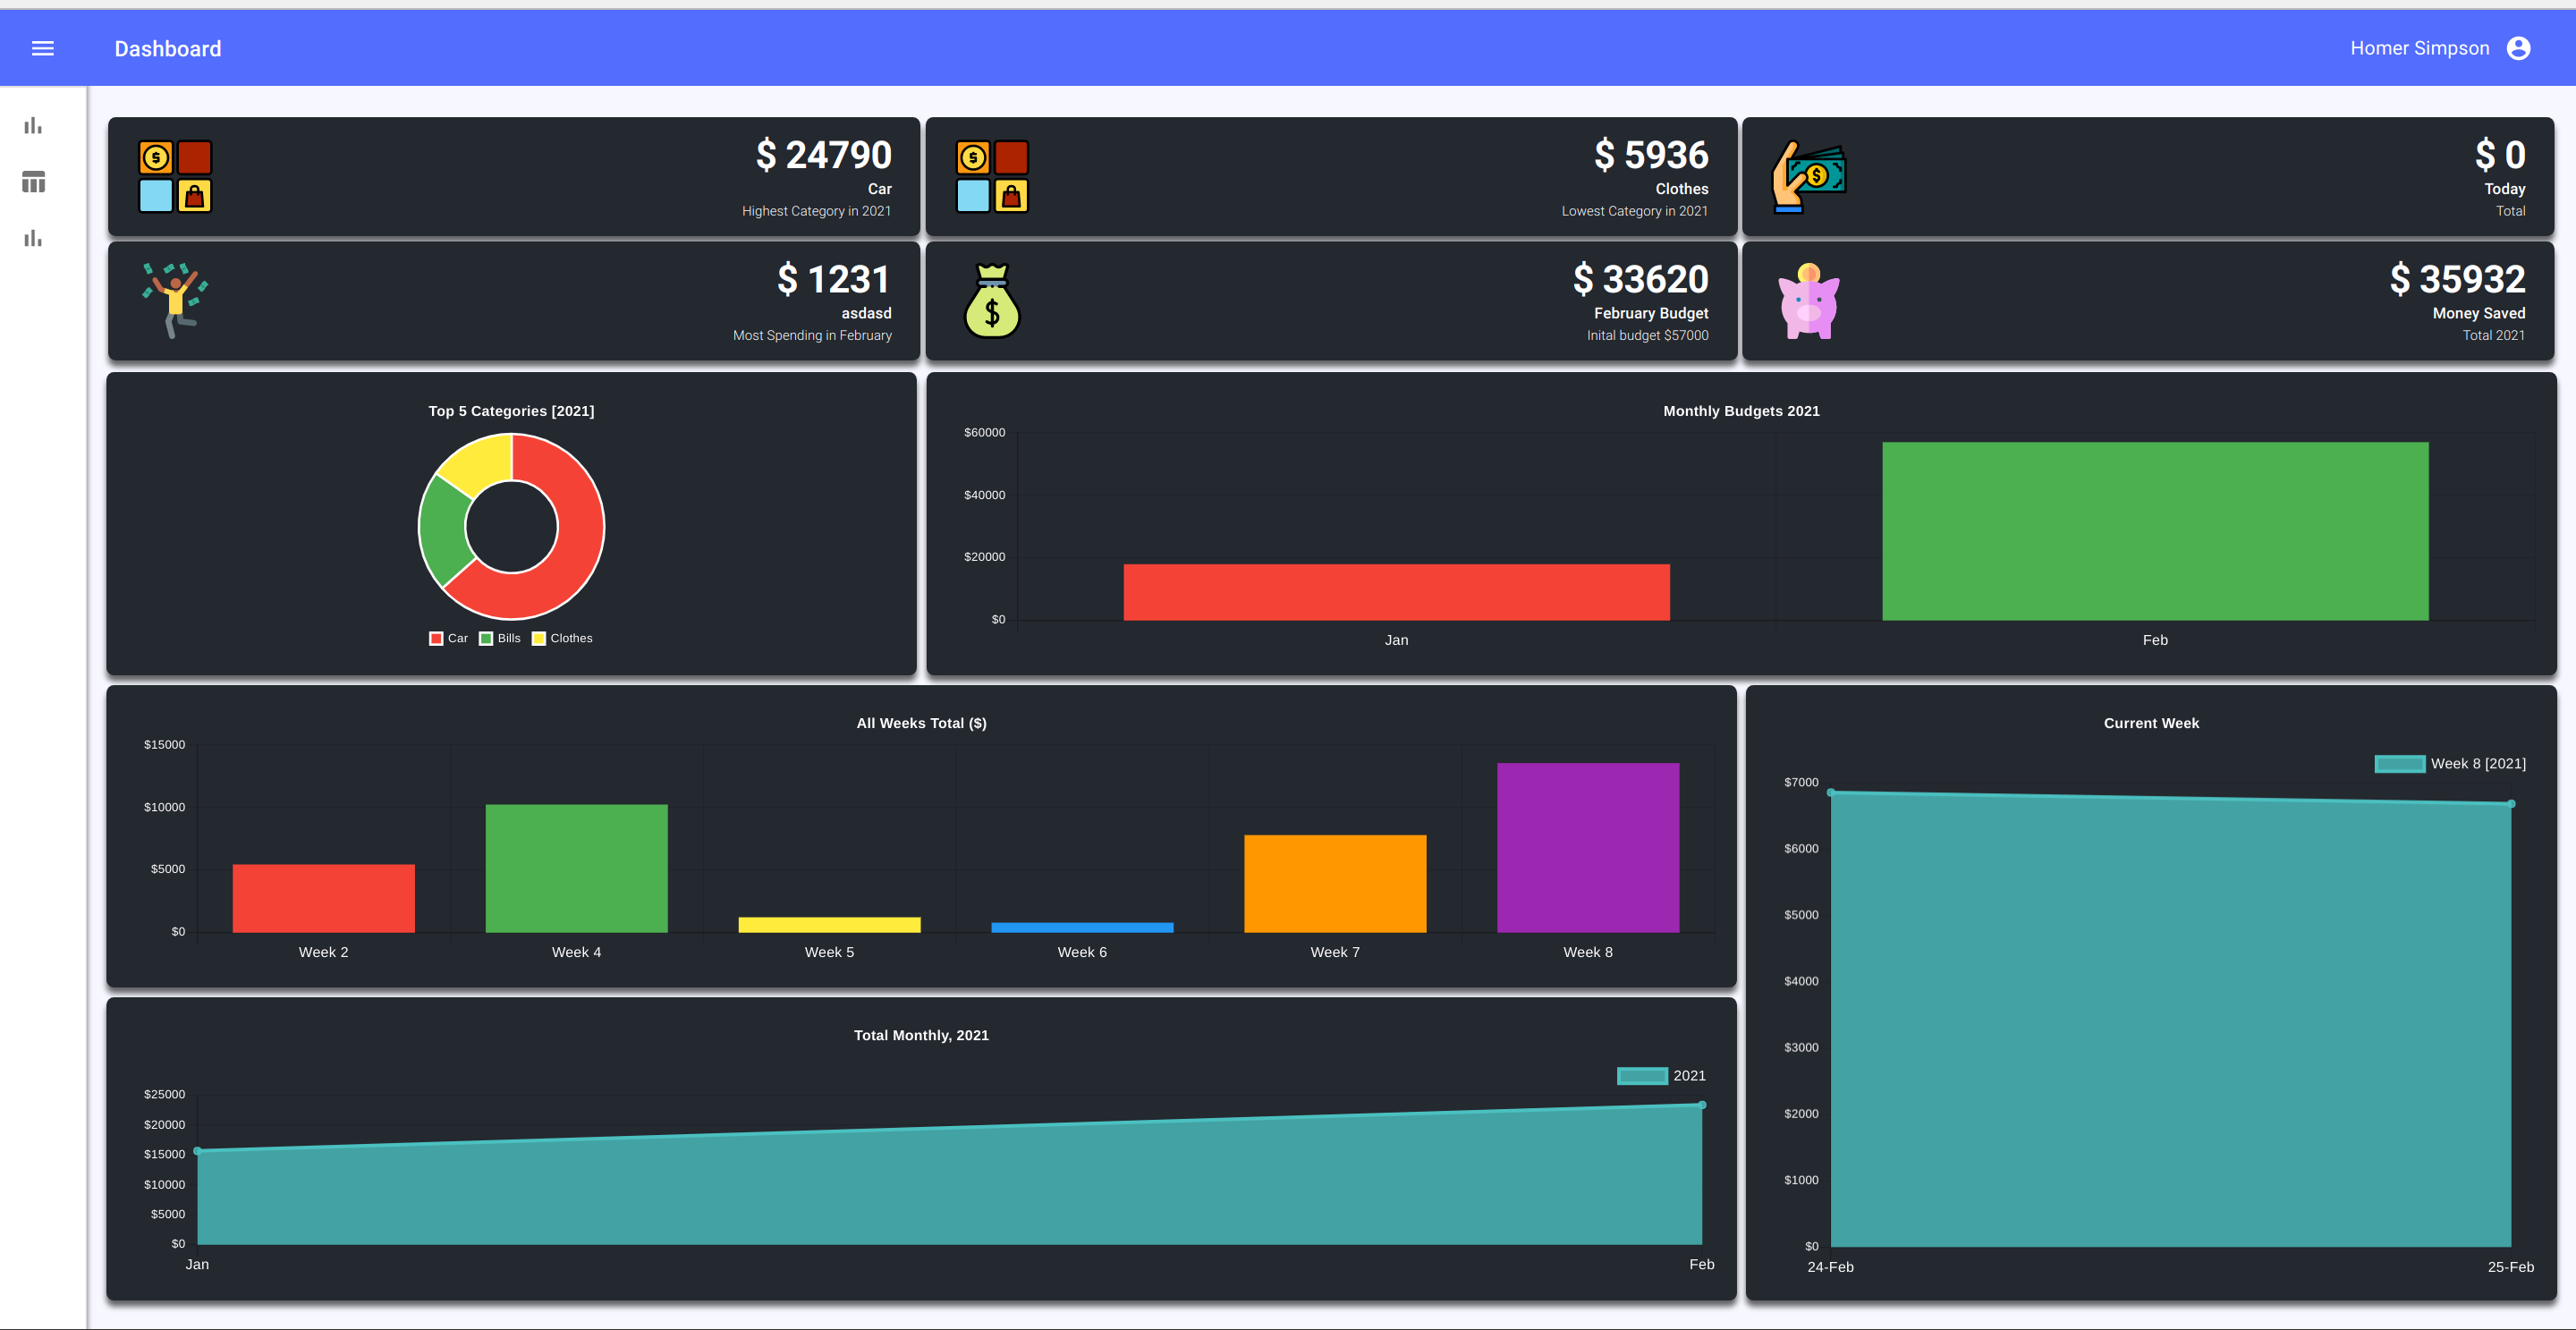 Dashboard
Homer Simpson
$ 24790
Car
Highest Category in 2021
$ 5936
Clothes
Lowest Category in 2021
$ 0
Today
Total
$ 1231
asdasd
Most Spending in February
$ 33620
February Budget
Inital budget $57000
$ 35932
Money Saved
Total 2021
Top 5 Categories [2021]
Car Bills Clothes
Monthly Budgets 2021
$60000
$40000
$20000
$0
Jan Feb
All Weeks Total ($)
$15000
$10000
$5000
$0
Week 2 Week 4 Week 5 Week 6 Week 7 Week 8
Current Week
Week 8 [2021]
$7000
$6000
$5000
$4000
$3000
$2000
$1000
$0
24-Feb 25-Feb
Total Monthly, 2021
2021
$25000
$20000
$15000
$10000
$5000
$0
Jan Feb